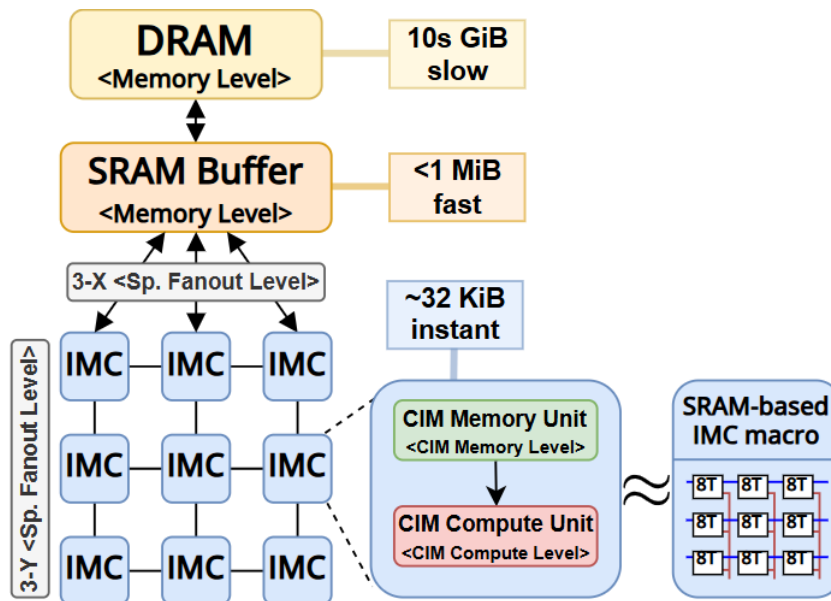 DRAM
<Memory Level>
10s GiB
slow
SRAM Buffer
<Memory Level>
<1 MiB
fast
3-X <Sp. Fanout Level>
~32 KiB
instant
3-Y <Sp. Fanout Level>
IMC IMC IMC
IMC IMC IMC
IMC IMC IMC
CIM Memory Unit
<CIM Memory Level>
CIM Compute Unit
<CIM Compute Level>
≈
SRAM-based
IMC macro
8T 8T 8T
8T 8T 8T
8T 8T 8T